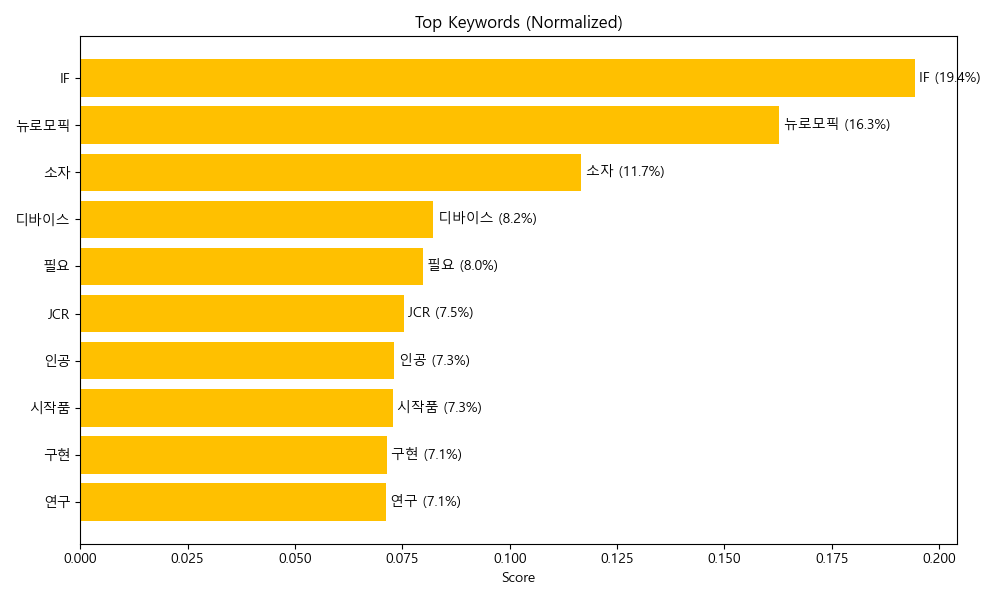 Top Keywords (Normalized)
IF IF (19.4%)
뉴로모픽 뉴로모픽 (16.3%)
소자 소자 (11.7%)
디바이스 디바이스 (8.2%)
필요 필요 (8.0%)
JCR JCR (7.5%)
인공 인공 (7.3%)
시작품 시작품 (7.3%)
구현 구현 (7.1%)
연구 연구 (7.1%)
0.000 0.025 0.050 0.075 0.100 0.125 0.150 0.175 0.200
Score